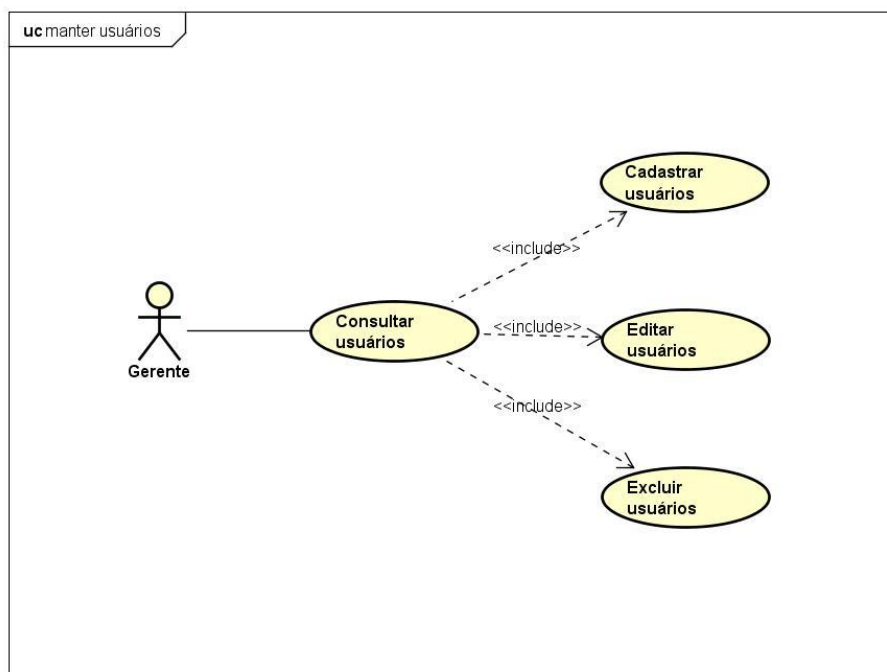 uc manter usuários
Cadastrar
usuários
<<include>>
Consultar
usuários
<<include>>
Editar
usuários
Gerente
<<include>>
Excluir
usuários